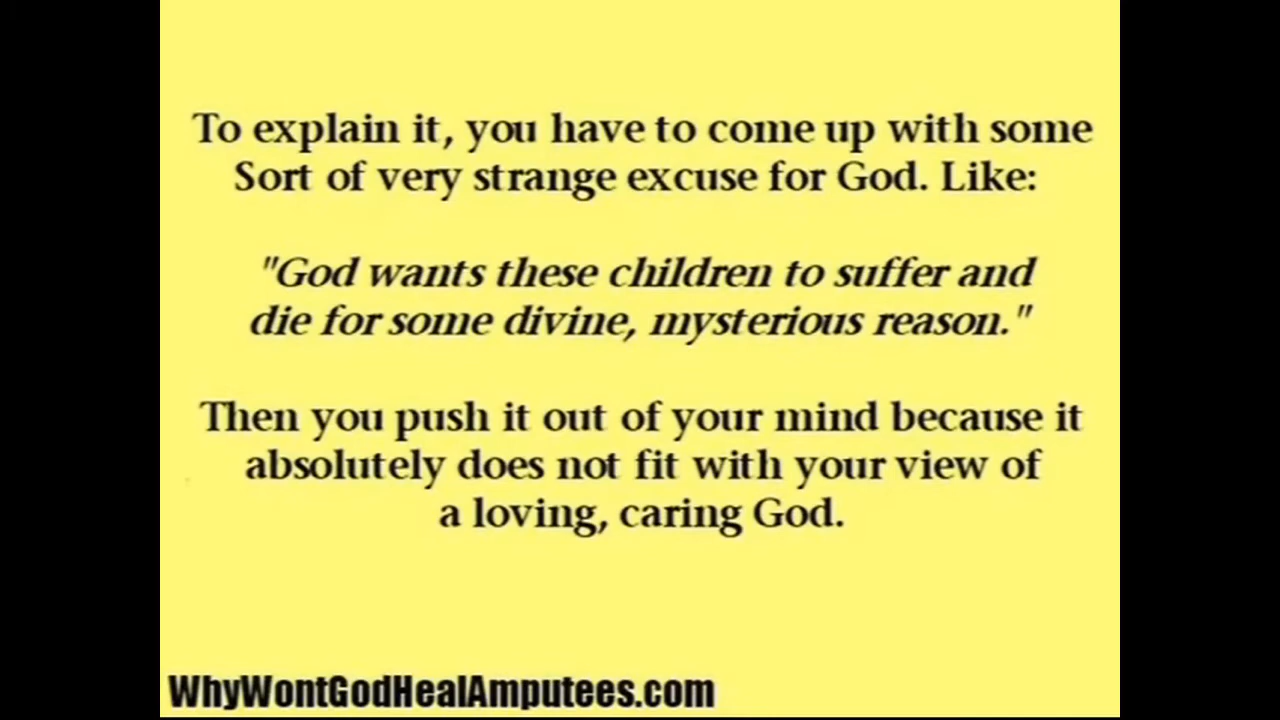 To explain it, you have to come up with some
Sort of very strange excuse for God. Like:
"God wants these children to suffer and
die for some divine, mysterious reason."
Then you push it out of your mind because it
absolutely does not fit with your view of
a loving, caring God.
WhyWontGodHealAmputees.com